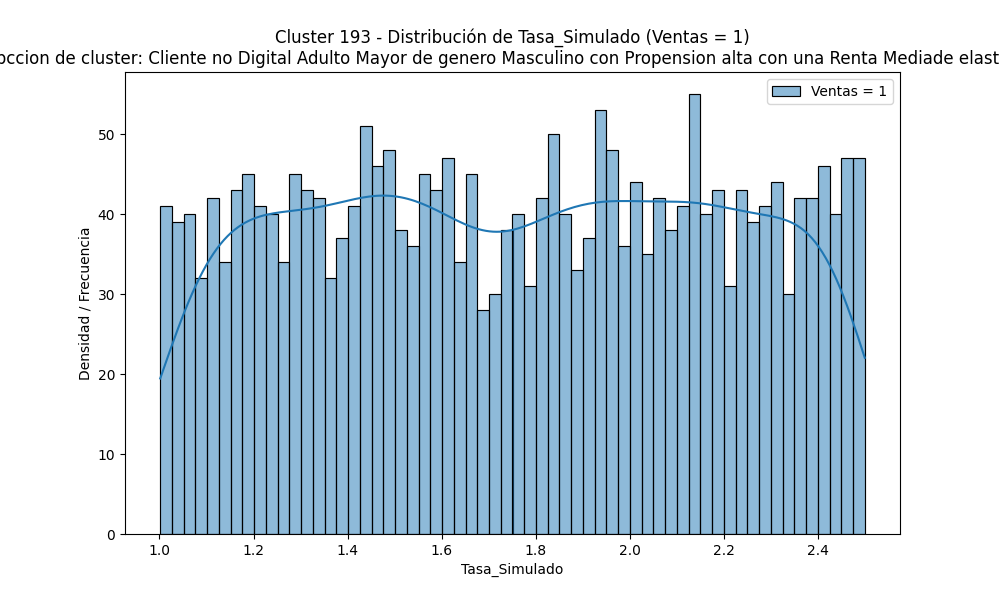 Cluster 193 - Distribución de Tasa_Simulado (Ventas = 1)
de cluster: Cliente no Digital Adulto Mayor de genero Masculino con Propension alta con una Renta Mediade
Ventas = 1
Densidad / Frecuencia
50
40
30
20
10
0
1.0 1.2 1.4 1.6 1.8 2.0 2.2 2.4
Tasa_Simulado